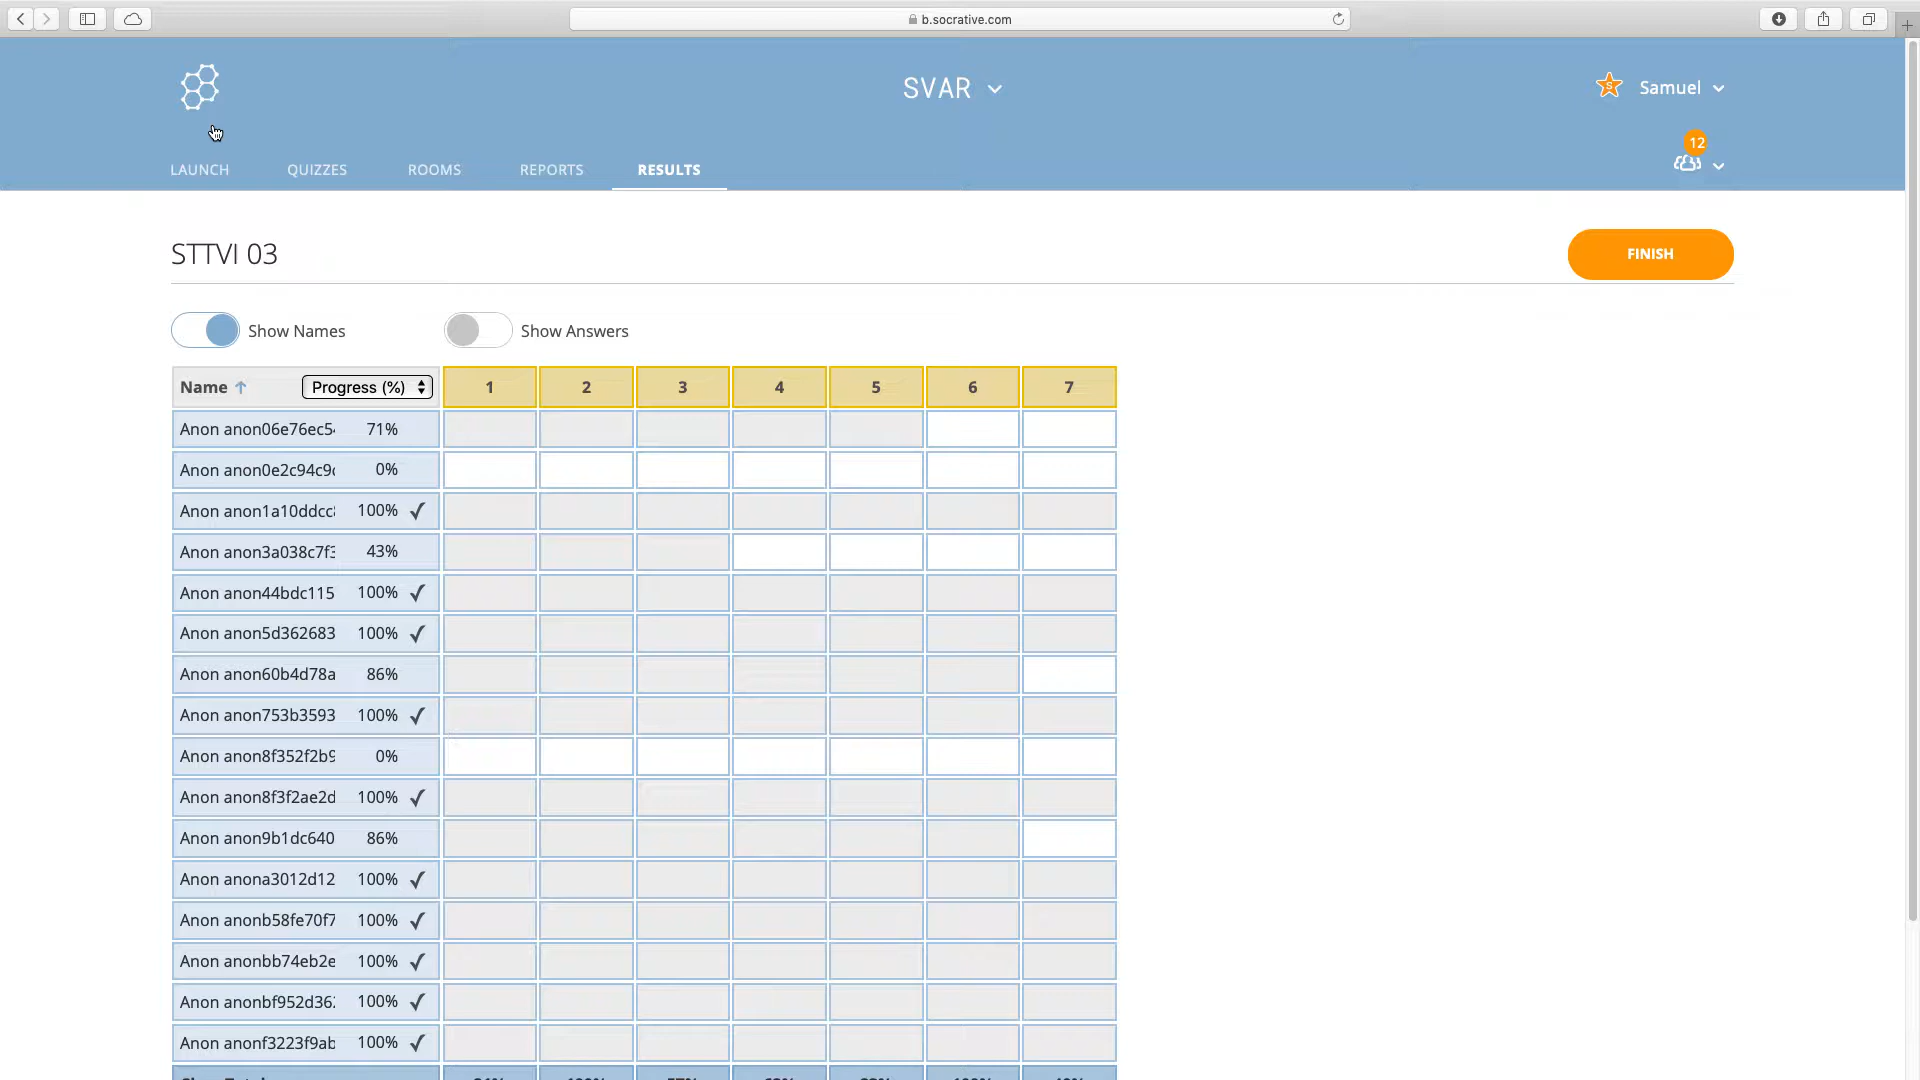 b.socrative.com
SVAR
Samuel
12
LAUNCH QUIZZES ROOMS REPORTS RESULTS
STTVI 03
FINISH
Show Names Show Answers
Name Progress (%) 1 2 3 4 5 6 7
Anon anon06e76ec5 71%
Anon anon0e2c94c9 0%
Anon anon1a10ddcc 100%
Anon anon3a038c7f3 43%
Anon anon44bdc115 100%
Anon anon5d362683 100%
Anon anon60b4d78a 86%
Anon anon753b3593 100%
Anon anon8f352f2b9 0%
Anon anon8f3f2ae2d 100%
Anon anon9b1dc640 86%
Anon anona3012d12 100%
Anon anonb58fe70f7 100%
Anon anonbb74eb2e 100%
Anon anonbf952d36 100%
Anon anonf3223f9ab 100%